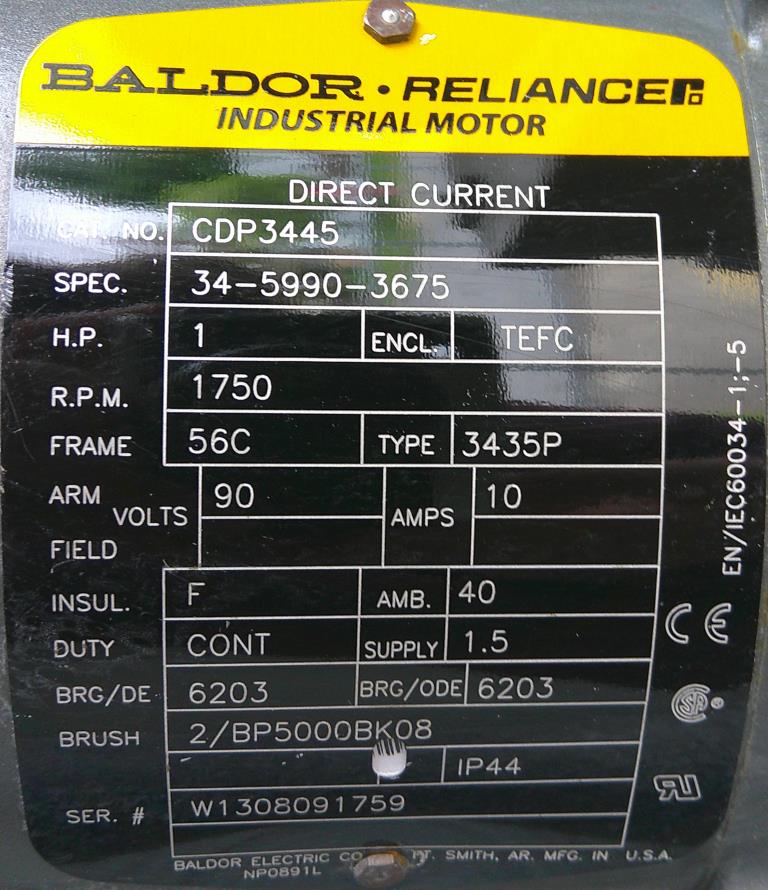 BALDOR · RELIANCE
INDUSTRIAL MOTOR
DIRECT CURRENT
CAT. NO. CDP3445
SPEC. 34-5990-3675
H.P. 1 ENCL. TEFC
R.P.M. 1750
FRAME 56C TYPE 3435P
ARM VOLTS 90 AMPS 10
FIELD
INSUL. F AMB. 40
DUTY CONT SUPPLY 1.5
BRG/DE 6203 BRG/ODE 6203
BRUSH 2/BP5000BK08
IP44
SER. # W1308091759
BALDOR ELECTRIC CO FT. SMITH, AR. MFG. IN U.S.A.
NP0891L
EN/IEC60034-1;-5
CE
SP
RU